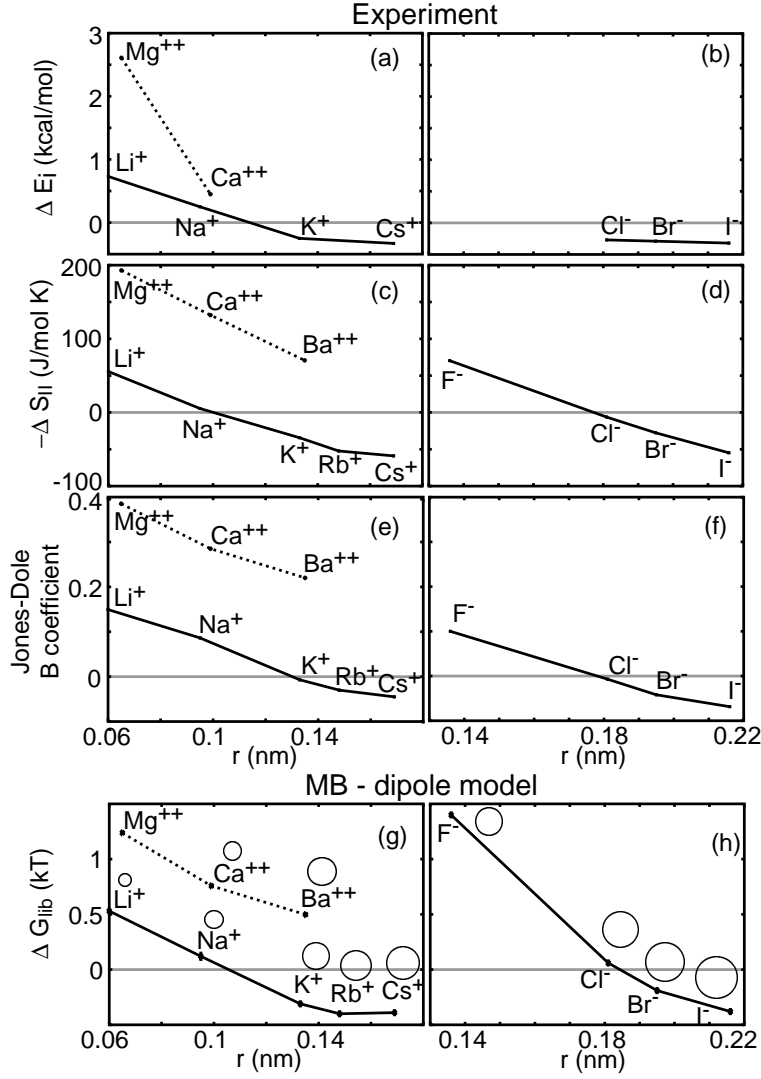 Experiment
Δ Ei (kcal/mol)
3
2
1
0
Mg++
(a)
Li+
Ca++
Na+
K+
Cs+
(b)
Cl-
Br-
I-
−Δ SII (J/mol K)
200
100
0
-100
Mg++
(c)
Ca++
Ba++
Li+
Na+
K+
Rb+
Cs+
(d)
F-
Cl-
Br-
I-
Jones-Dole
B coefficient
0.4
0.2
0
Mg++
(e)
Ca++
Ba++
Li+
Na+
K+
Rb+
Cs+
(f)
F-
Cl-
Br-
I-
0.06 0.1 0.14
r (nm)
0.14 0.18 0.22
r (nm)
MB - dipole model
Δ Glib (kT)
1
0.5
0
Mg++
(g)
Ca++
Ba++
Li+
Na+
K+
Rb+
Cs+
F-
(h)
Cl-
Br-
I-
0.06 0.1 0.14
r (nm)
0.14 0.18 0.22
r (nm)